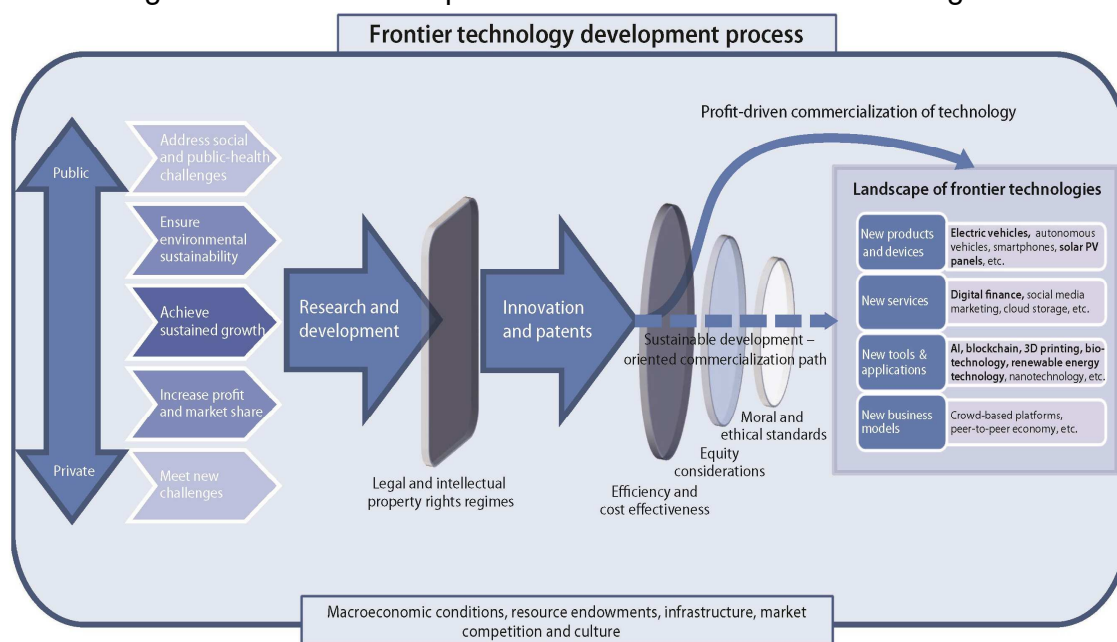 Frontier technology development process
Profit-driven commercialization of technology
Public
Address social
and public-health
challenges
Ensure
environmental
sustainability
Achieve
sustained growth
Increase profit
and market share
Private
Meet new
challenges
Research and
development
Legal and intellectual
property rights regimes
Innovation
and patents
Sustainable development –
oriented commercialization path
Moral and
ethical standards
Equity
considerations
Efficiency and
cost effectiveness
Landscape of frontier technologies
New products
and devices
Electric vehicles, autonomous
vehicles, smartphones, solar PV
panels, etc.
New services
Digital finance, social media
marketing, cloud storage, etc.
New tools &
applications
AI, blockchain, 3D printing, bio-
technology, renewable energy
technology, nanotechnology, etc.
New business
models
Crowd-based platforms,
peer-to-peer economy, etc.
Macroeconomic conditions, resource endowments, infrastructure, market
competition and culture